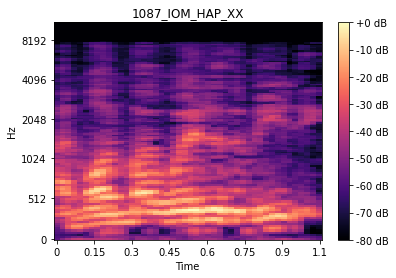 1087_IOM_HAP_XX
Hz
8192
4096
2048
1024
512
0
0 0.15 0.3 0.45 0.6 0.75 0.9 1.1
Time
+0 dB
-10 dB
-20 dB
-30 dB
-40 dB
-50 dB
-60 dB
-70 dB
-80 dB